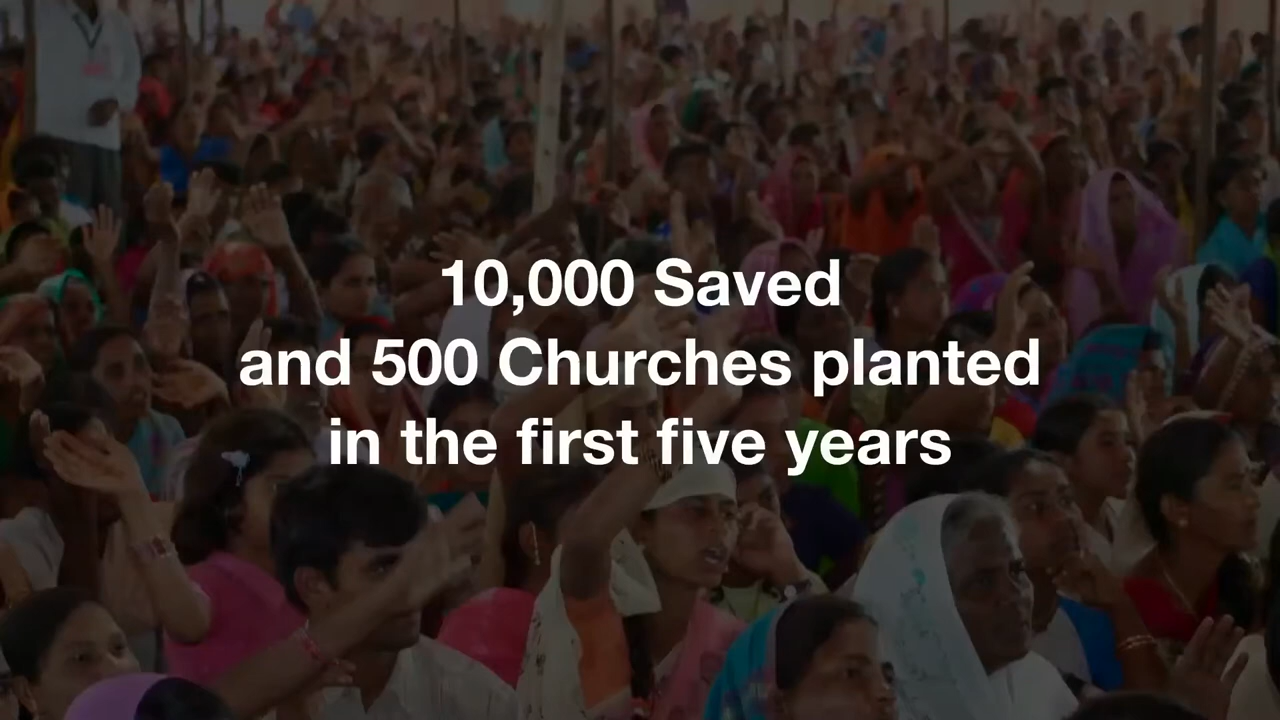 10,000 Saved
and 500 Churches planted
in the first five years